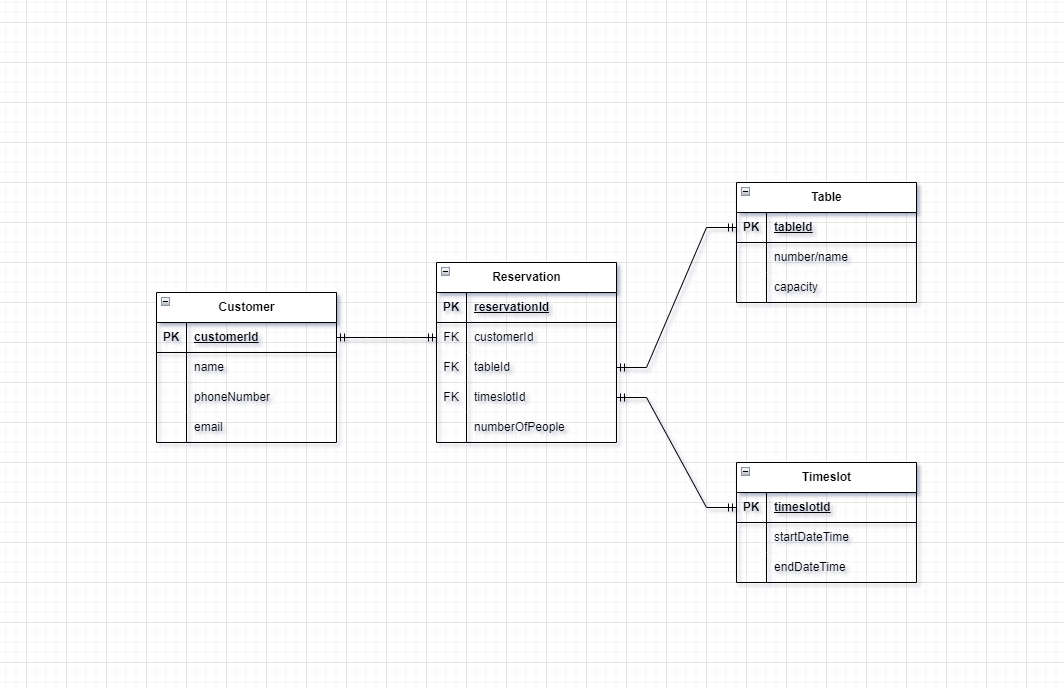 Customer
PK customerId
name
phoneNumber
email
Reservation
PK reservationId
FK customerId
FK tableId
FK timeslotId
numberOfPeople
Table
PK tableId
number/name
capacity
Timeslot
PK timeslotId
startDateTime
endDateTime